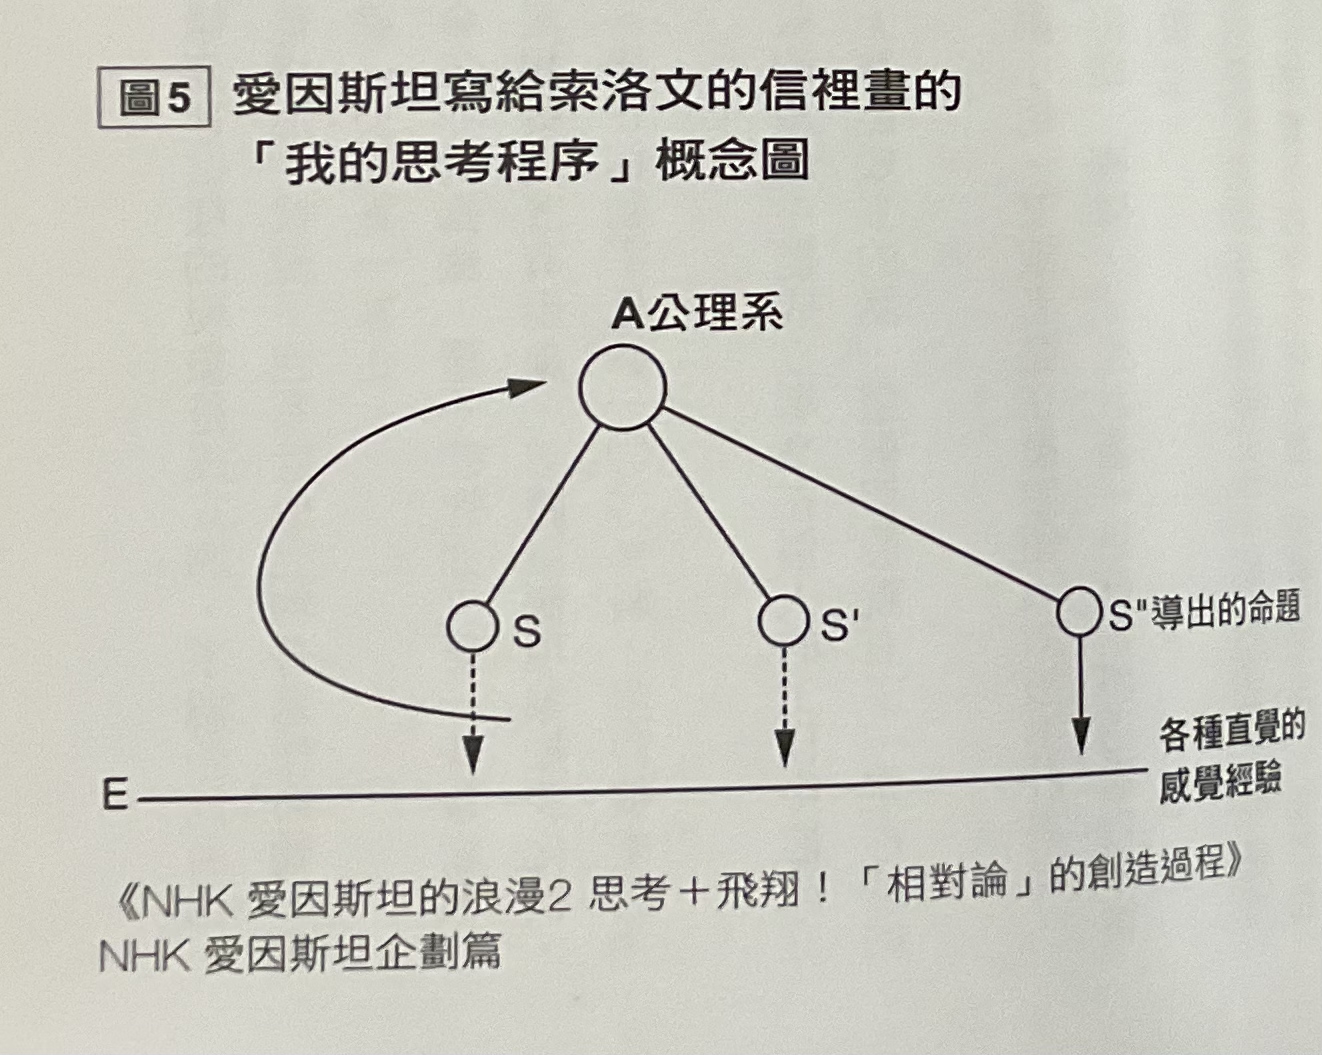 圖5 愛因斯坦寫給索洛文的信裡畫的
「我的思考程序」概念圖
A公理系
S
S'
S"導出的命題
各種直覺的
感覺經驗
E
《NHK 愛因斯坦的浪漫2 思考＋飛翔！「相對論」的創造過程》
NHK 愛因斯坦企劃篇